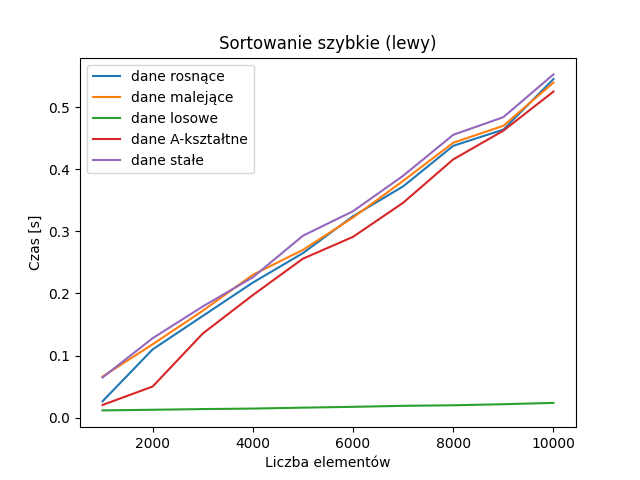 Sortowanie szybkie (lewy)
dane rosnące
dane malejące
dane losowe
dane A-kształtne
dane stałe
Czas [s]
0.5
0.4
0.3
0.2
0.1
0.0
2000 4000 6000 8000 10000
Liczba elementów